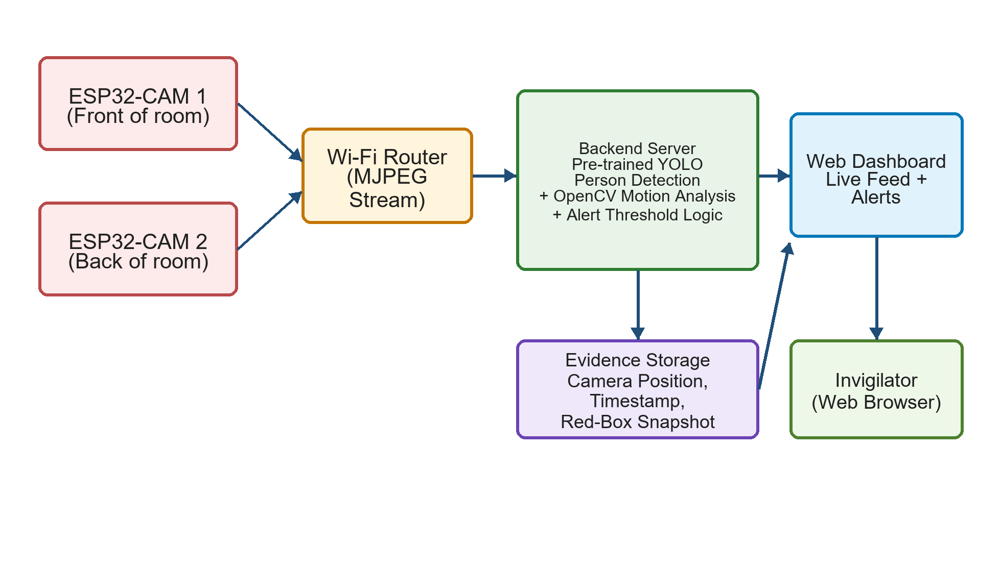 ESP32-CAM 1
(Front of room)
ESP32-CAM 2
(Back of room)
Wi-Fi Router
(MJPEG
Stream)
Backend Server
Pre-trained YOLO
Person Detection
+ OpenCV Motion Analysis
+ Alert Threshold Logic
Web Dashboard
Live Feed +
Alerts
Evidence Storage
Camera Position,
Timestamp,
Red-Box Snapshot
Invigilator
(Web Browser)